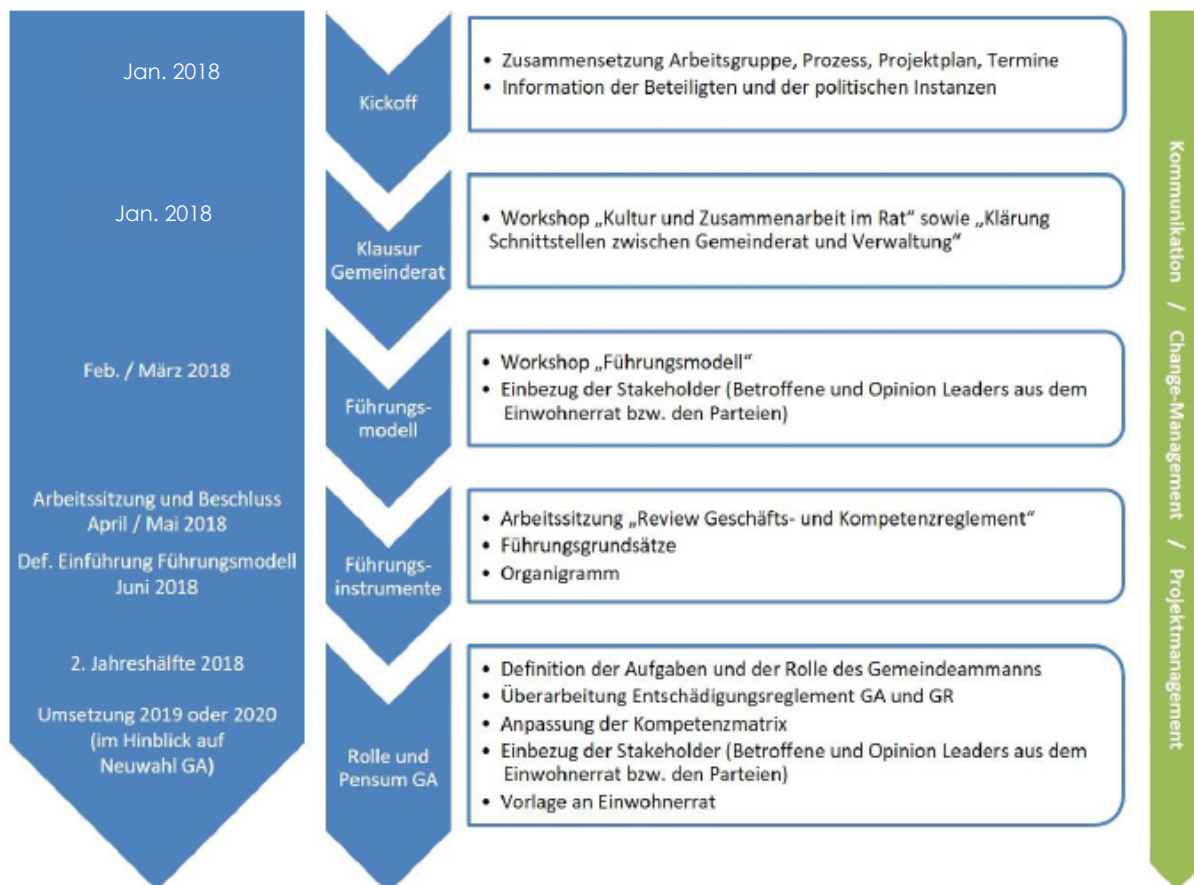 Jan. 2018
Kickoff
• Zusammensetzung Arbeitsgruppe, Prozess, Projektplan, Termine
• Information der Beteiligten und der politischen Instanzen
Jan. 2018
Klausur
Gemeinderat
• Workshop „Kultur und Zusammenarbeit im Rat“ sowie „Klärung
Schnittstellen zwischen Gemeinderat und Verwaltung“
Feb. / März 2018
Führungs-
modell
• Workshop „Führungsmodell“
• Einbezug der Stakeholder (Betroffene und Opinion Leaders aus dem
Einwohnerrat bzw. den Parteien)
Arbeitssitzung und Beschluss
April / Mai 2018
Def. Einführung Führungsmodell
Juni 2018
Führungs-
instrumente
• Arbeitssitzung „Review Geschäfts- und Kompetenzreglement“
• Führungsgrundsätze
• Organigramm
2. Jahreshälfte 2018
Umsetzung 2019 oder 2020
(im Hinblick auf
Neuwahl GA)
Rolle und
Pensum GA
• Definition der Aufgaben und der Rolle des Gemeindeammanns
• Überarbeitung Entschädigungsreglement GA und GR
• Anpassung der Kompetenzmatrix
• Einbezug der Stakeholder (Betroffene und Opinion Leaders aus dem
Einwohnerrat bzw. den Parteien)
• Vorlage an Einwohnerrat
Kommunikation / Change-Management / Projektmanagement